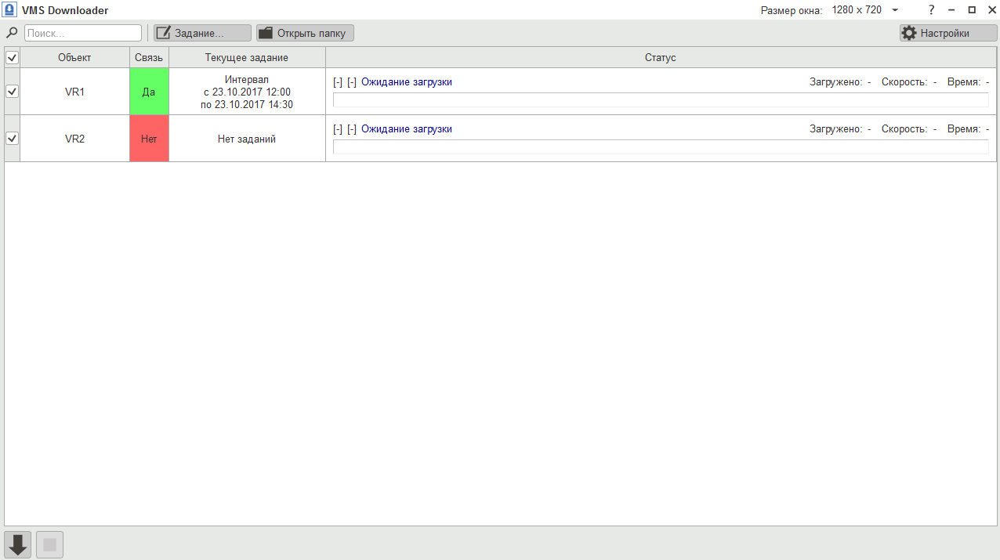 VMS Downloader Размер окна: 1280 x 720 ?
Поиск... Задание... Открыть папку Настройки
Объект Связь Текущее задание Статус
VR1 Да
Интервал
с 23.10.2017 12:00
по 23.10.2017 14:30
[-] [-] Ожидание загрузки Загружено: - Скорость: - Время: -
VR2 Нет Нет заданий
[-] [-] Ожидание загрузки Загружено: - Скорость: - Время: -